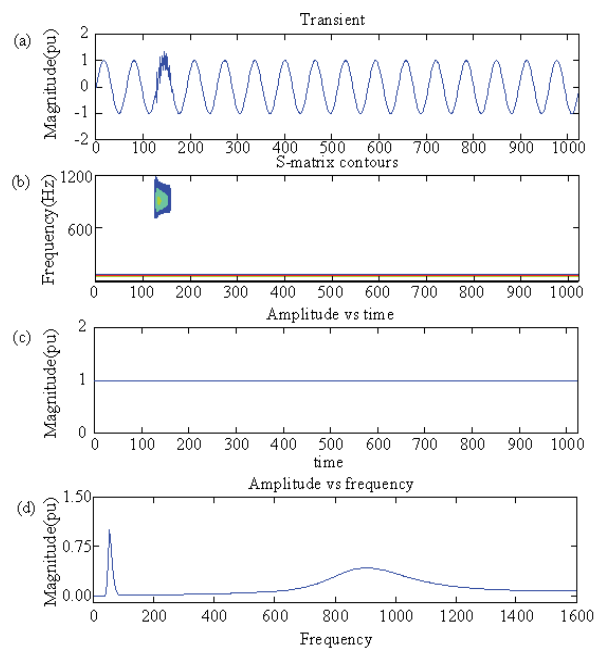 Transient
(a)
Magnitude(pu)
2
1
0
-1
-2
0 100 200 300 400 500 600 700 800 900 1000
S-matrix contours
(b)
Frequency(Hz)
1200
600
0 100 200 300 400 500 600 700 800 900 1000
Amplitude vs time
(c)
Magnitude(pu)
2
1
0
0 100 200 300 400 500 600 700 800 900 1000
time
Amplitude vs frequency
(d)
Magnitude(pu)
1.50
0.75
0.00
0 200 400 600 800 1000 1200 1400 1600
Frequency